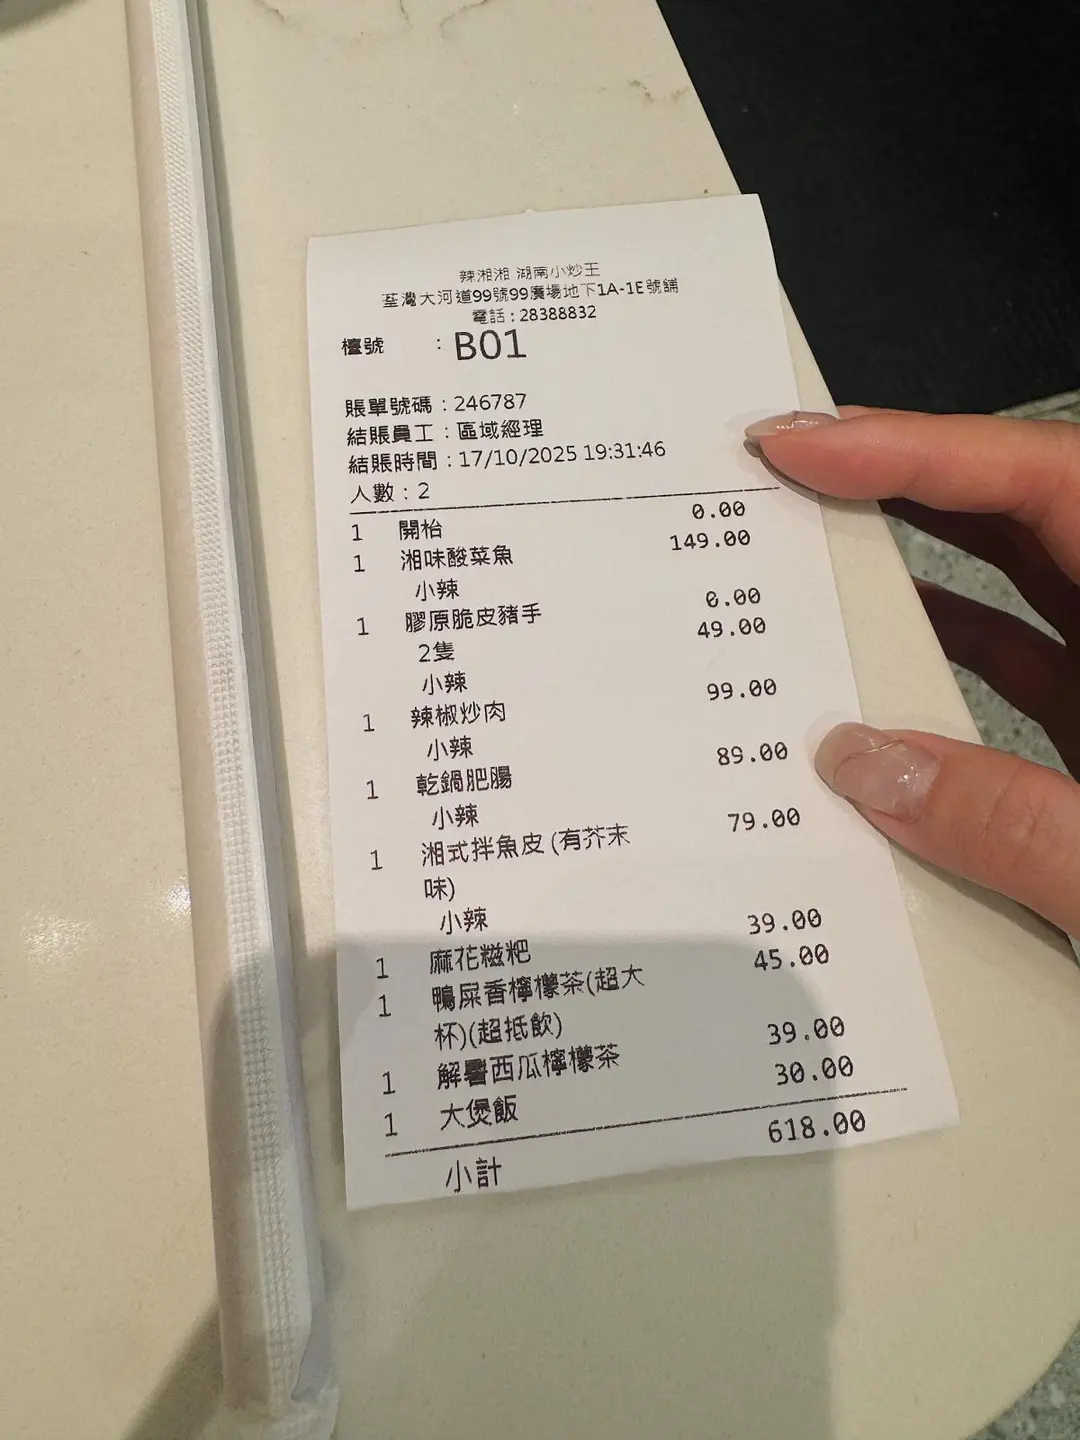 辣湘湘 湖南小炒王
荃灣大河道99號99廣場地下1A-1E號舖
電話 : 28388832
檯號 : B01
賬單號碼 : 246787
結賬員工 : 區域經理
結賬時間 : 17/10/2025 19:31:46
人數 : 2
1 開枱 0.00
1 湘味酸菜魚 149.00
小辣
1 膠原脆皮豬手 0.00
2隻 49.00
小辣
1 辣椒炒肉 99.00
小辣
1 乾鍋肥腸 89.00
小辣
1 湘式拌魚皮 (有芥末 79.00
味)
小辣
1 麻花糍粑 39.00
1 鴨屎香檸檬茶(超大 45.00
杯)(超抵飲)
1 解暑西瓜檸檬茶 39.00
1 大煲飯 30.00
小計 618.00